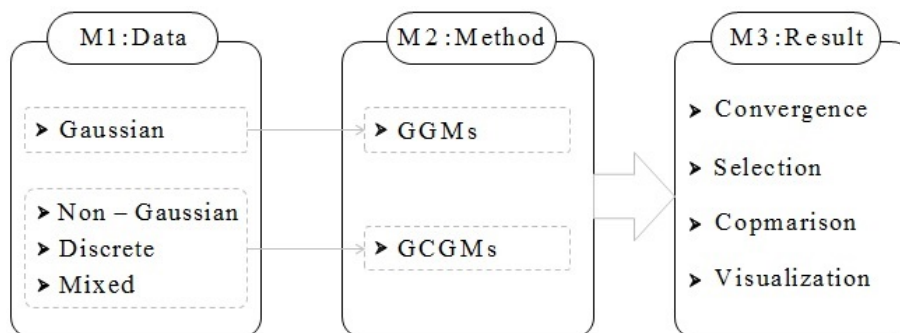 M1:Data
Gaussian
Non – Gaussian
Discrete
Mixed
M2:Method
GGMs
GCGMs
M3:Result
Convergence
Selection
Copmarison
Visualization